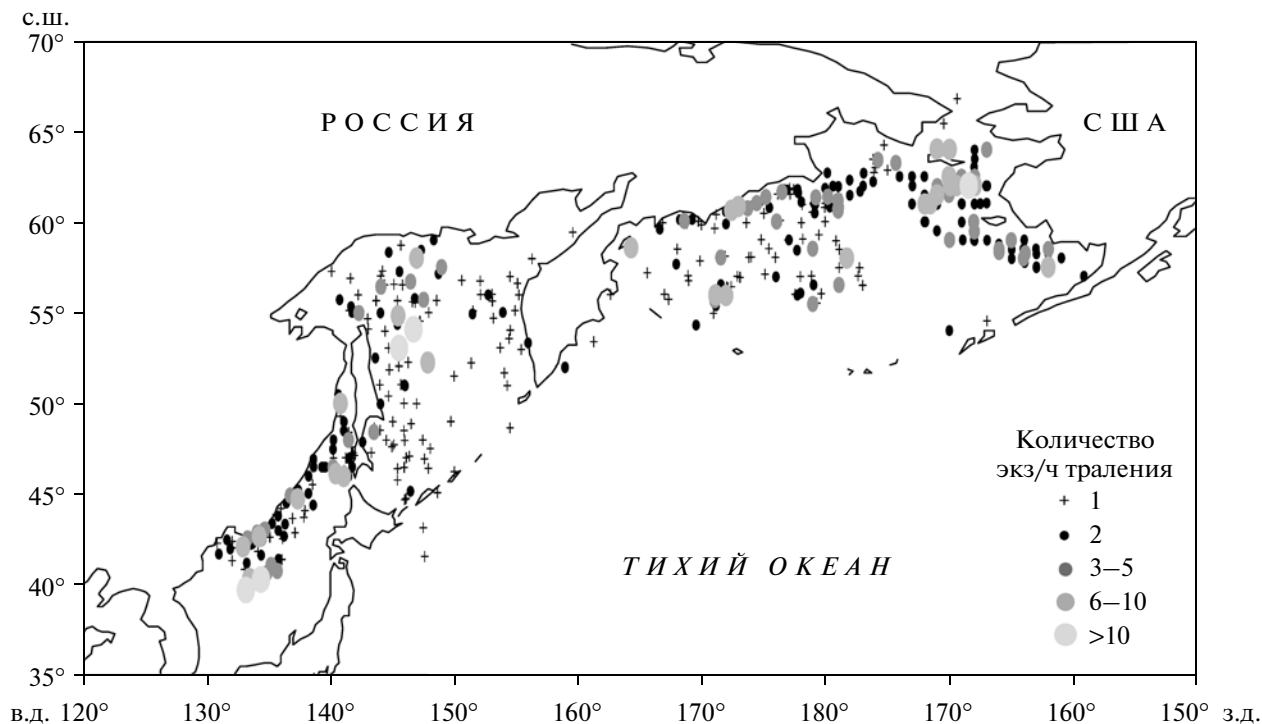 с.ш.
70°
65°
60°
55°
50°
45°
40°
35°
РОССИЯ
США
ТИХИЙ ОКЕАН
Количество
экз/ч траления
1
2
3–5
6–10
>10
в.д. 120° 130° 140° 150° 160° 170° 180° 170° 160° 150° з.д.